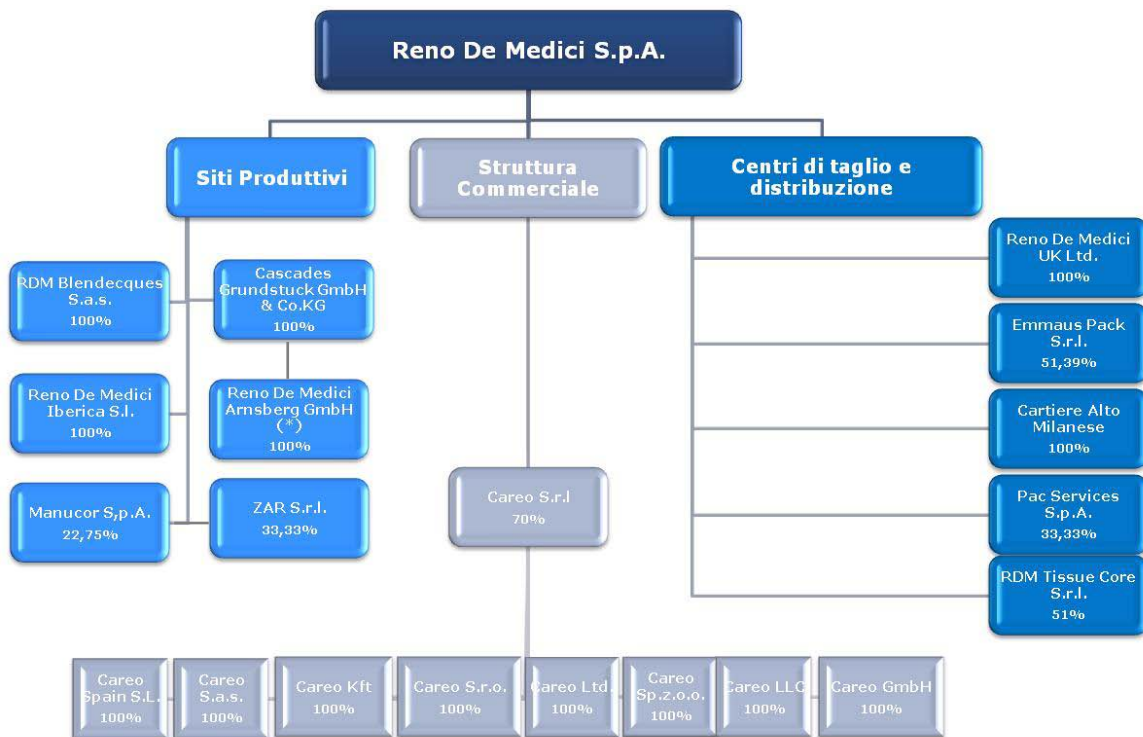 Reno De Medici S.p.A.
Siti Produttivi
Struttura
Commerciale
Centri di taglio e
distribuzione
RDM Blendecques
S.a.s.
100%
Cascades
Grundstuck GmbH
& Co.KG
100%
Reno De Medici
Iberica S.l.
100%
Reno De Medici
Arnsberg GmbH
(*)
100%
Manucor S,p.A.
22,75%
ZAR S.r.l.
33,33%
Careo S.r.l
70%
Reno De Medici
UK Ltd.
100%
Emmaus Pack
S.r.l.
51,39%
Cartiere Alto
Milanese
100%
Pac Services
S.p.A.
33,33%
RDM Tissue Core
S.r.l.
51%
Careo
Spain S.L.
100%
Careo
S.a.s.
100%
Careo Kft
100%
Careo S.r.o.
100%
Careo Ltd.
100%
Careo
Sp.z.o.o.
100%
Careo LLC
100%
Careo GmbH
100%